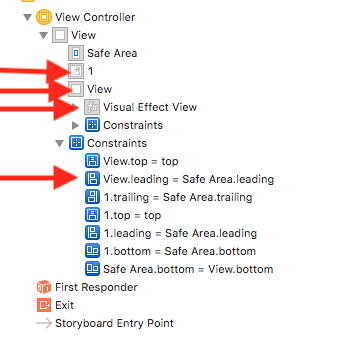 View Controller
View
Safe Area
1
View
Visual Effect View
Constraints
Constraints
View.top = top
View.leading = Safe Area.leading
1.trailing = Safe Area.trailing
1.top = top
1.leading = Safe Area.leading
1.bottom = Safe Area.bottom
Safe Area.bottom = View.bottom
First Responder
Exit
Storyboard Entry Point